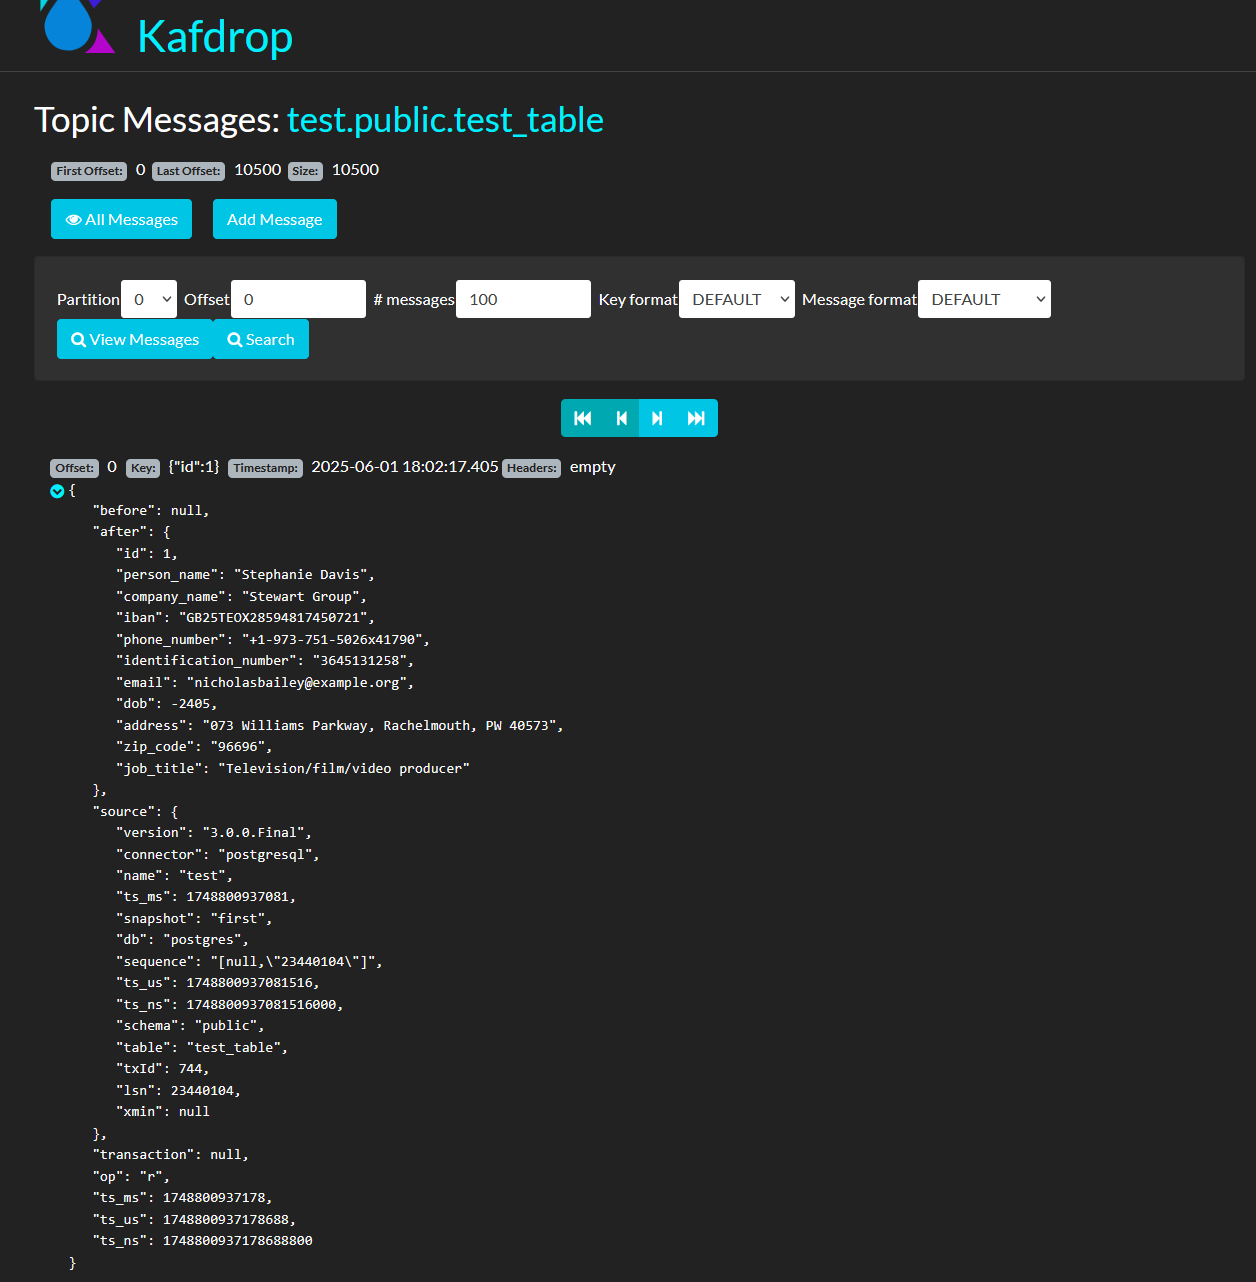 Kafdrop
Topic Messages: test.public.test_table
First Offset: 0 Last Offset: 10500 Size: 10500
All Messages Add Message
Partition 0 Offset 0 # messages 100 Key format DEFAULT Message format DEFAULT
View Messages Search
Offset: 0 Key: {"id":1} Timestamp: 2025-06-01 18:02:17.405 Headers: empty
{
   "before": null,
   "after": {
      "id": 1,
      "person_name": "Stephanie Davis",
      "company_name": "Stewart Group",
      "iban": "GB25TEOX28594817450721",
      "phone_number": "+1-973-751-5026x41790",
      "identification_number": "3645131258",
      "email": "nicholasbailey@example.org",
      "dob": -2405,
      "address": "073 Williams Parkway, Rachelmouth, PW 40573",
      "zip_code": "96696",
      "job_title": "Television/film/video producer"
   },
   "source": {
      "version": "3.0.0.Final",
      "connector": "postgresql",
      "name": "test",
      "ts_ms": 1748800937081,
      "snapshot": "first",
      "db": "postgres",
      "sequence": "[null,\"23440104\"]",
      "ts_us": 1748800937081516,
      "ts_ns": 1748800937081516000,
      "schema": "public",
      "table": "test_table",
      "txId": 744,
      "lsn": 23440104,
      "xmin": null
   },
   "transaction": null,
   "op": "r",
   "ts_ms": 1748800937178,
   "ts_us": 1748800937178688,
   "ts_ns": 1748800937178688800
}